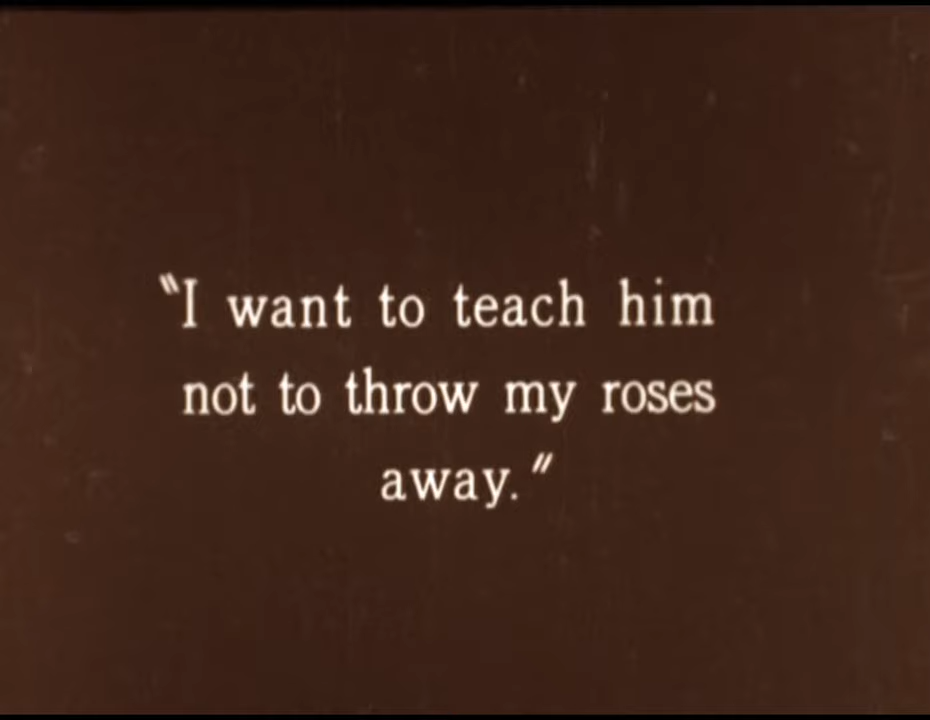 "I want to teach him
not to throw my roses
away."